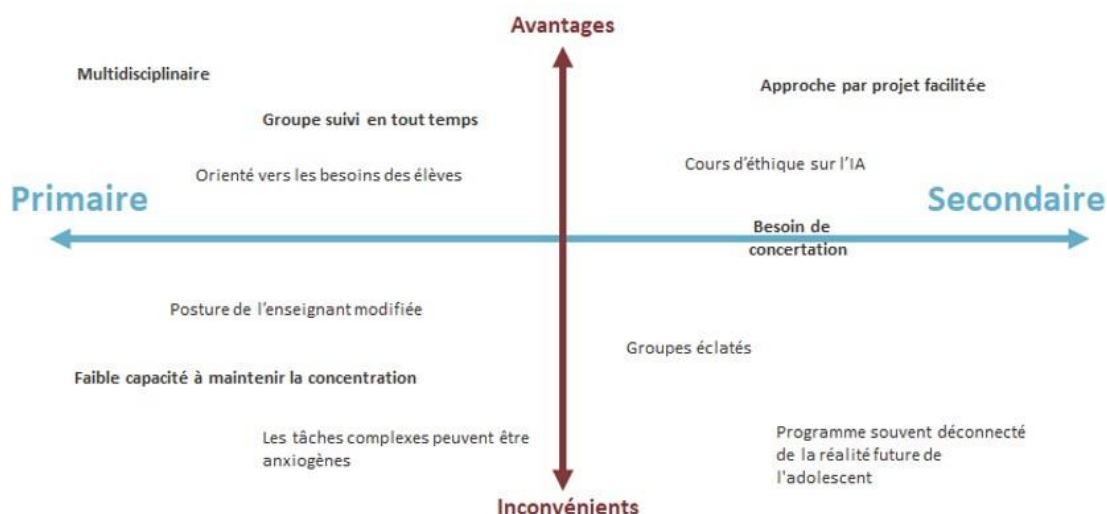 Avantages
Multidisciplinaire
Approche par projet facilitée
Groupe suivi en tout temps
Orienté vers les besoins des élèves
Cours d'éthique sur l'IA
Primaire
Secondaire
Besoin de
concertation
Posture de l'enseignant modifiée
Groupes éclatés
Faible capacité à maintenir la concentration
Les tâches complexes peuvent être
anxiogènes
Programme souvent déconnecté
de la réalité future de
l'adolescent
Inconvénients